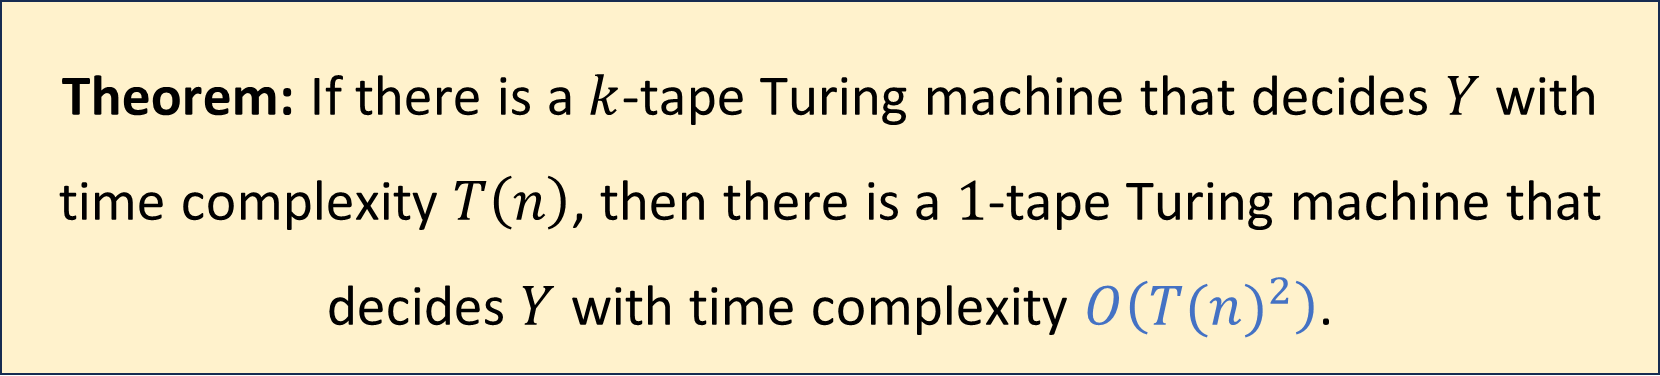 Theorem: If there is a 𝑘-tape Turing machine that decides 𝑌 with
time complexity 𝑇(𝑛), then there is a 1-tape Turing machine that
decides 𝑌 with time complexity 𝑂(𝑇(𝑛)²).